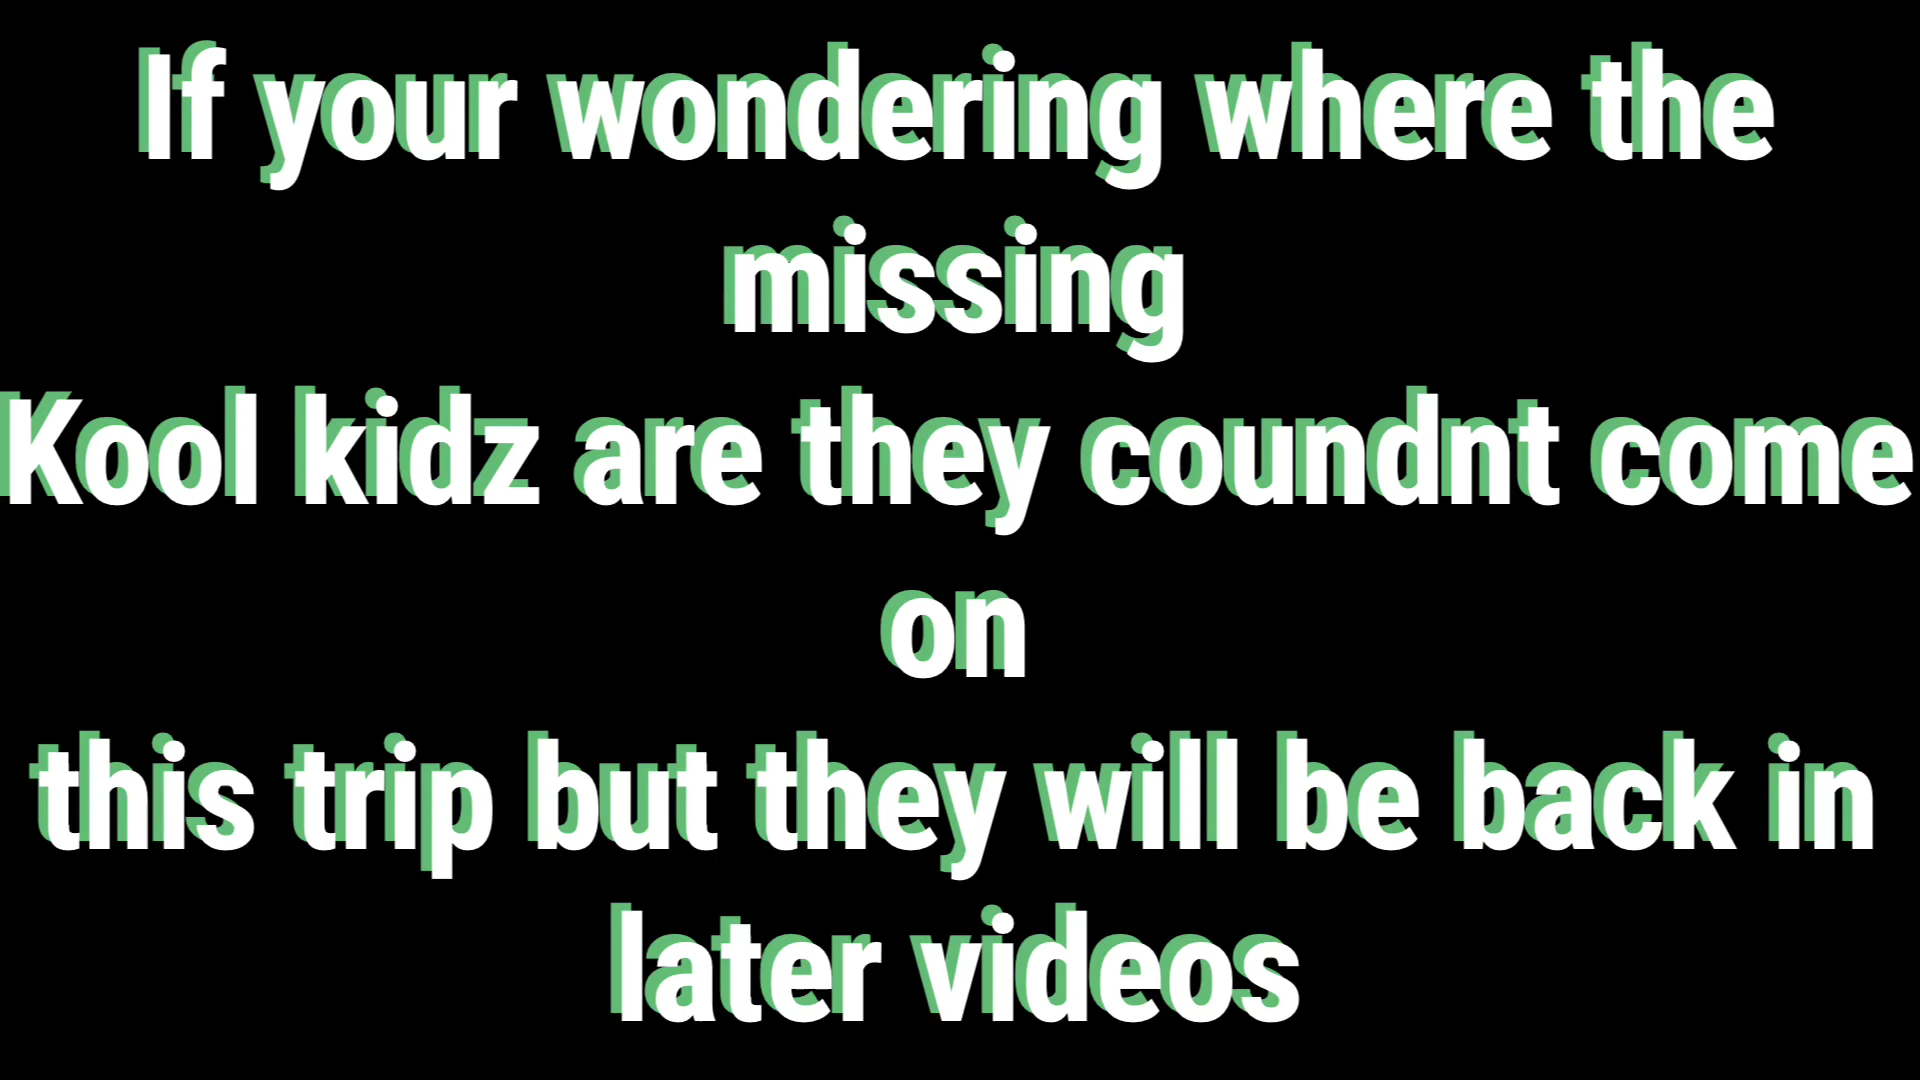 If your wondering where the
missing
Kool kidz are they coundnt come
on
this trip but they will be back in
later videos